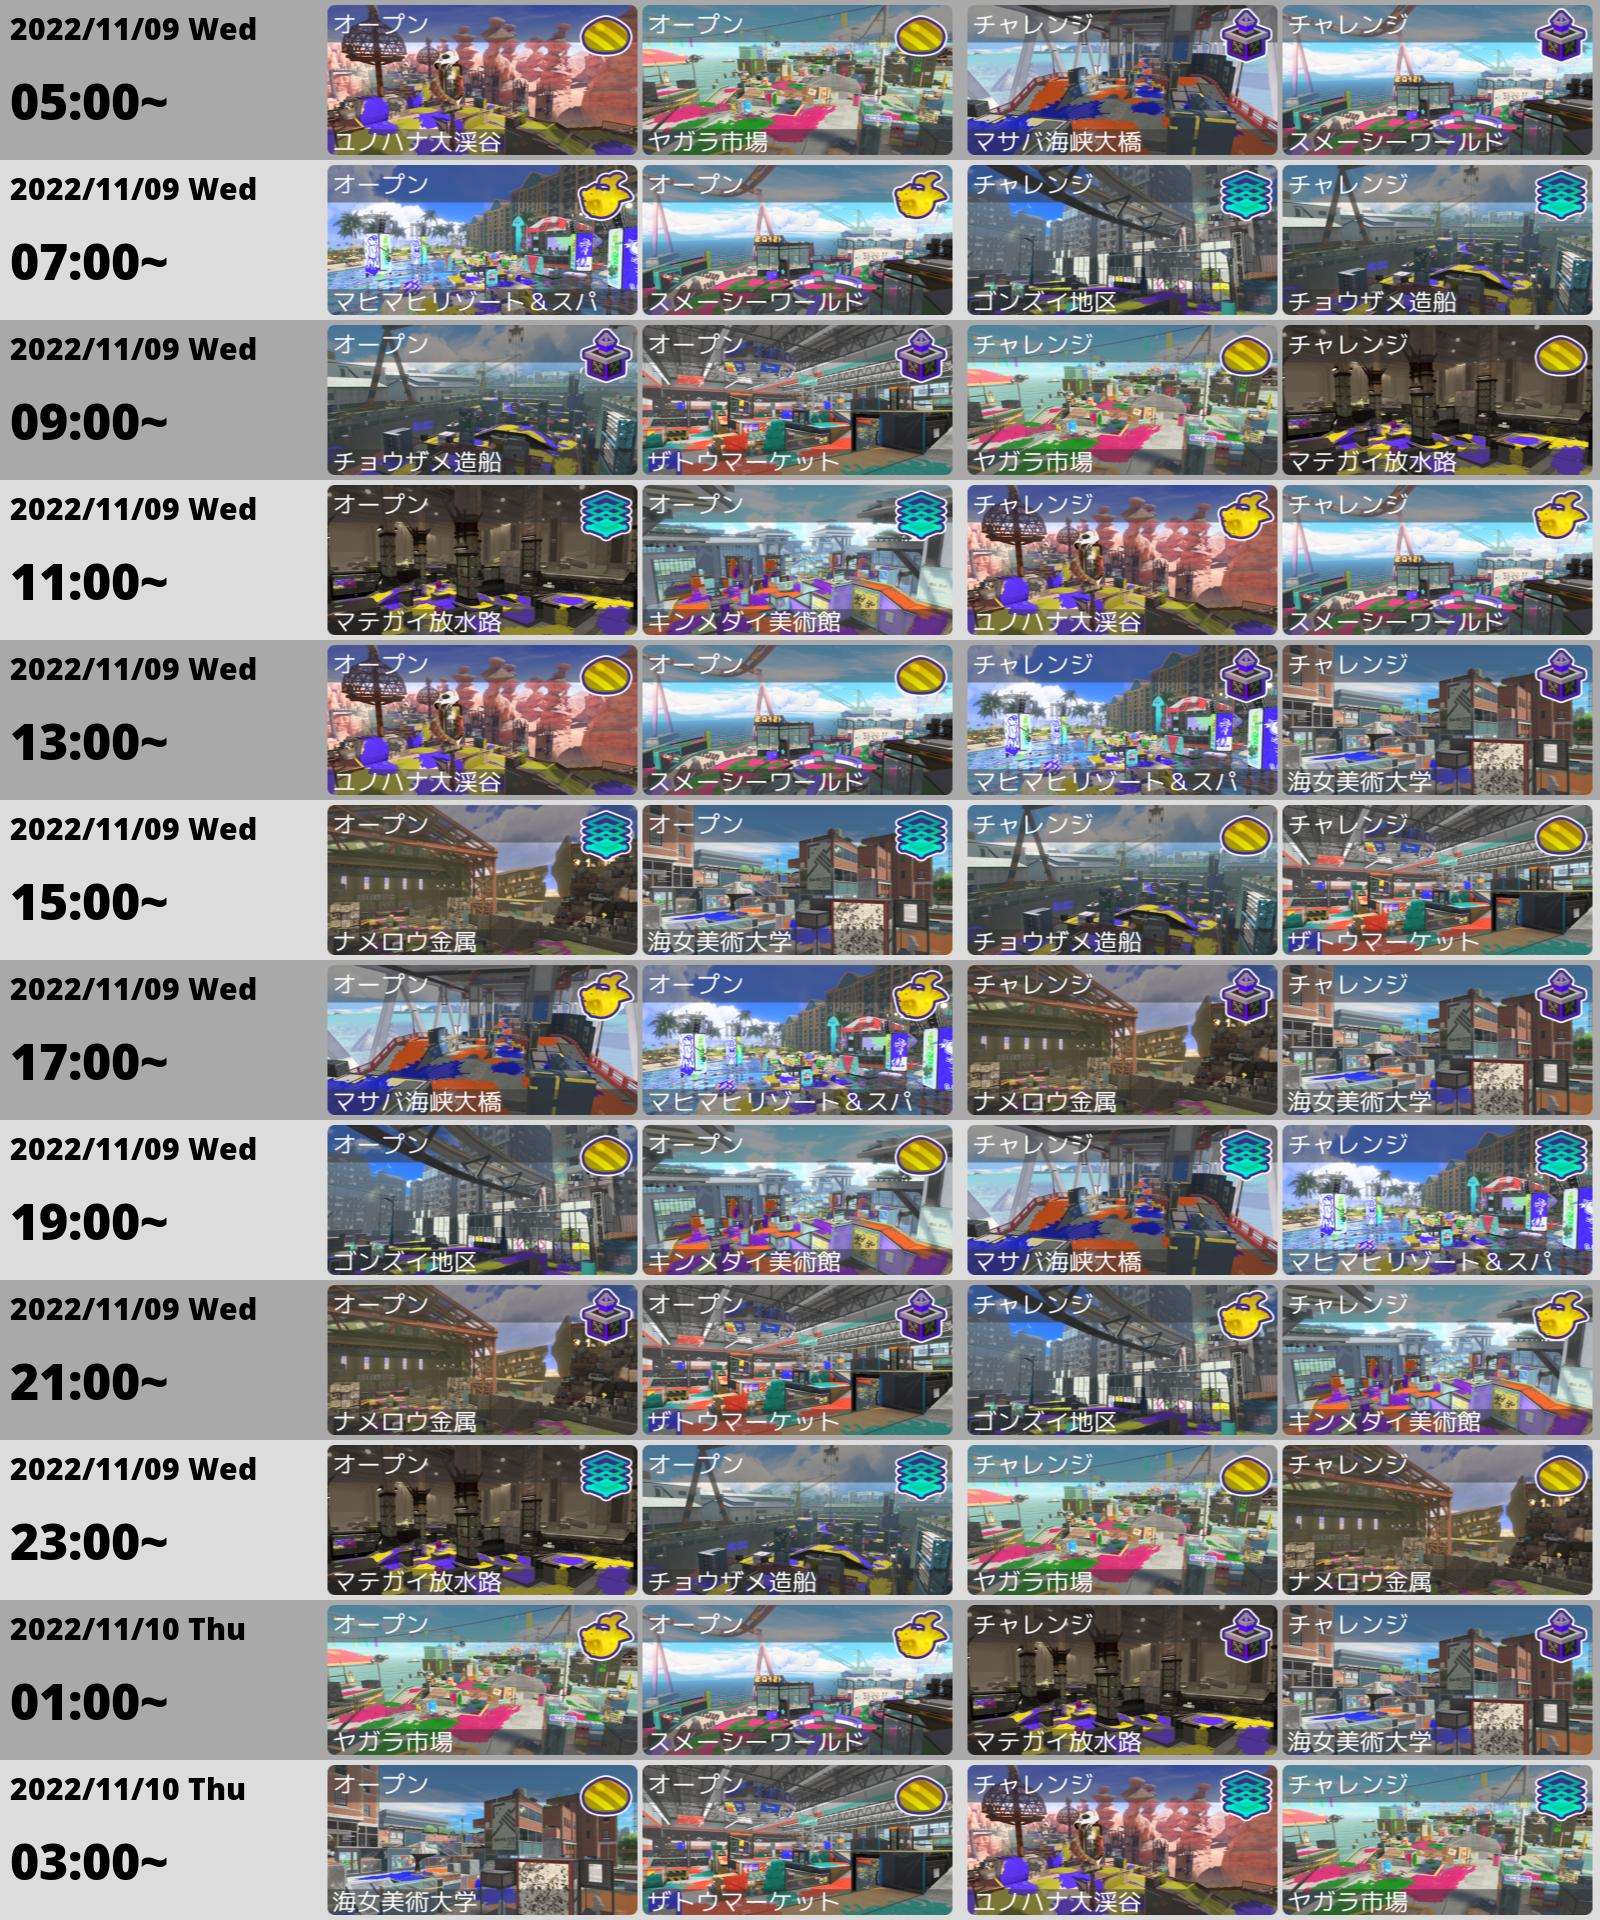 2022/11/09 Wed
05:00~
オープン オープン チャレンジ チャレンジ
ユノハナ大渓谷 ヤガラ市場 マサバ海峡大橋 スメーシーワールド
2022/11/09 Wed
07:00~
オープン オープン チャレンジ チャレンジ
マヒマヒリゾート＆スパ スメーシーワールド ゴンズイ地区 チョウザメ造船
2022/11/09 Wed
09:00~
オープン オープン チャレンジ チャレンジ
チョウザメ造船 ザトウマーケット ヤガラ市場 マテガイ放水路
2022/11/09 Wed
11:00~
オープン オープン チャレンジ チャレンジ
マテガイ放水路 キンメダイ美術館 ユノハナ大渓谷 スメーシーワールド
2022/11/09 Wed
13:00~
オープン オープン チャレンジ チャレンジ
ユノハナ大渓谷 スメーシーワールド マヒマヒリゾート＆スパ 海女美術大学
2022/11/09 Wed
15:00~
オープン オープン チャレンジ チャレンジ
ナメロウ金属 海女美術大学 チョウザメ造船 ザトウマーケット
2022/11/09 Wed
17:00~
オープン オープン チャレンジ チャレンジ
マサバ海峡大橋 マヒマヒリゾート＆スパ ナメロウ金属 海女美術大学
2022/11/09 Wed
19:00~
オープン オープン チャレンジ チャレンジ
ゴンズイ地区 キンメダイ美術館 マサバ海峡大橋 マヒマヒリゾート＆スパ
2022/11/09 Wed
21:00~
オープン オープン チャレンジ チャレンジ
ナメロウ金属 ザトウマーケット ゴンズイ地区 キンメダイ美術館
2022/11/09 Wed
23:00~
オープン オープン チャレンジ チャレンジ
マテガイ放水路 チョウザメ造船 ヤガラ市場 ナメロウ金属
2022/11/10 Thu
01:00~
オープン オープン チャレンジ チャレンジ
ヤガラ市場 スメーシーワールド マテガイ放水路 海女美術大学
2022/11/10 Thu
03:00~
オープン オープン チャレンジ チャレンジ
海女美術大学 ザトウマーケット ユノハナ大渓谷 ヤガラ市場